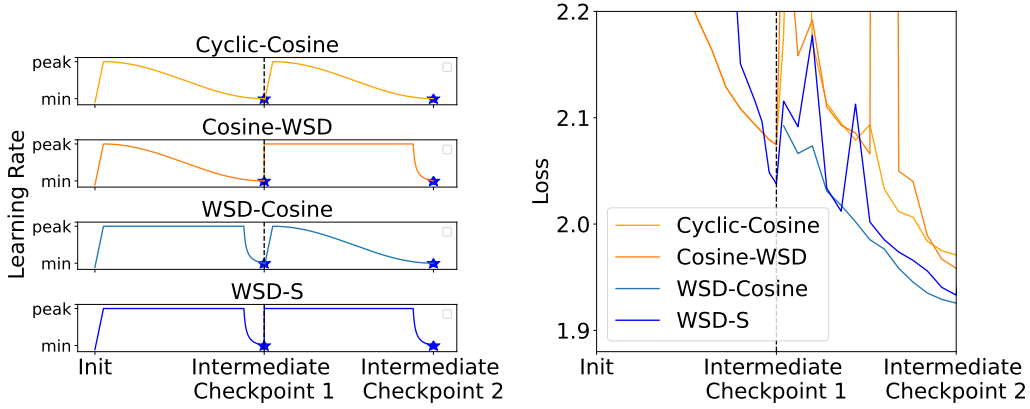 Learning Rate
Cyclic-Cosine
peak
min
Cosine-WSD
peak
min
WSD-Cosine
peak
min
WSD-S
peak
min
Init
Intermediate
Checkpoint 1
Intermediate
Checkpoint 2
Loss
2.2
2.1
2.0
1.9
Cyclic-Cosine
Cosine-WSD
WSD-Cosine
WSD-S
Init
Intermediate
Checkpoint 1
Intermediate
Checkpoint 2